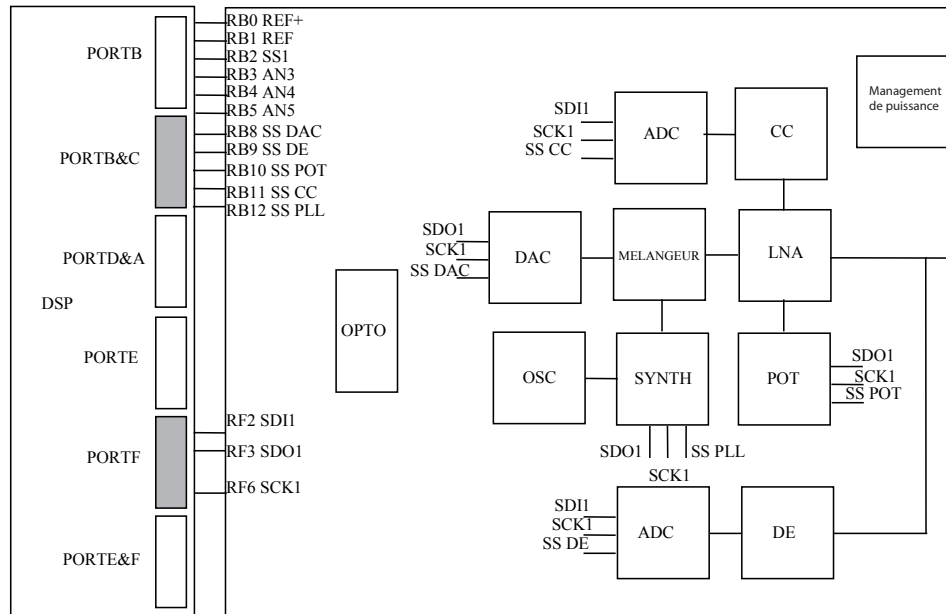 PORTB
PORTB&C
PORTD&A
DSP
PORTE
PORTF
PORTE&F
RB0 REF+
RB1 REF
RB2 SS1
RB3 AN3
RB4 AN4
RB5 AN5
RB8 SS DAC
RB9 SS DE
RB10 SS POT
RB11 SS CC
RB12 SS PLL
RF2 SDI1
RF3 SDO1
RF6 SCK1
OPTO
SDI1
SCK1
SS CC
ADC
CC
Management
de puissance
SDO1
SCK1
SS DAC
DAC
MELANGEUR
LNA
OSC
SYNTH
POT
SDO1
SCK1
SS POT
SDO1
SS PLL
SCK1
SDI1
SCK1
SS DE
ADC
DE